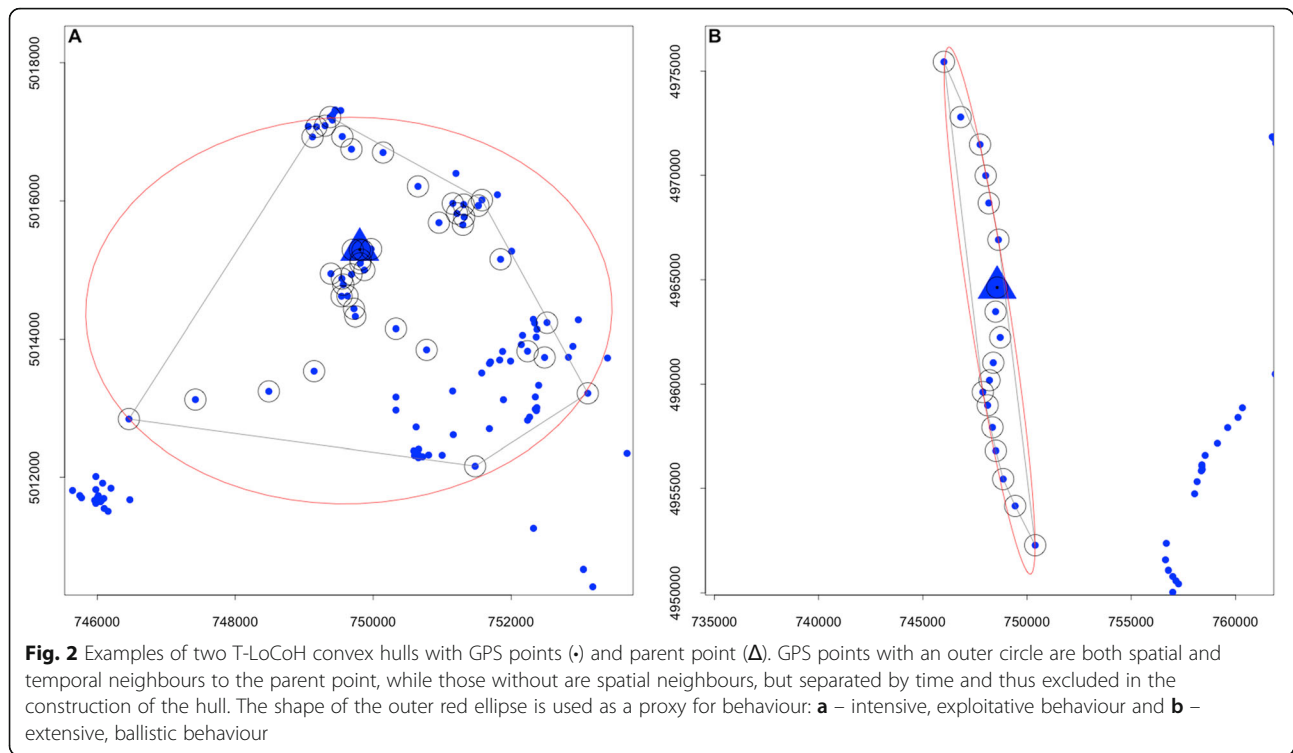 A
5018000
5016000
5014000
5012000
746000 748000 750000 752000
B
4975000
4970000
4965000
4960000
4955000
4950000
735000 740000 745000 750000 755000 760000
Fig. 2 Examples of two T-LoCoH convex hulls with GPS points (•) and parent point (Δ). GPS points with an outer circle are both spatial and
temporal neighbours to the parent point, while those without are spatial neighbours, but separated by time and thus excluded in the
construction of the hull. The shape of the outer red ellipse is used as a proxy for behaviour: a – intensive, exploitative behaviour and b –
extensive, ballistic behaviour